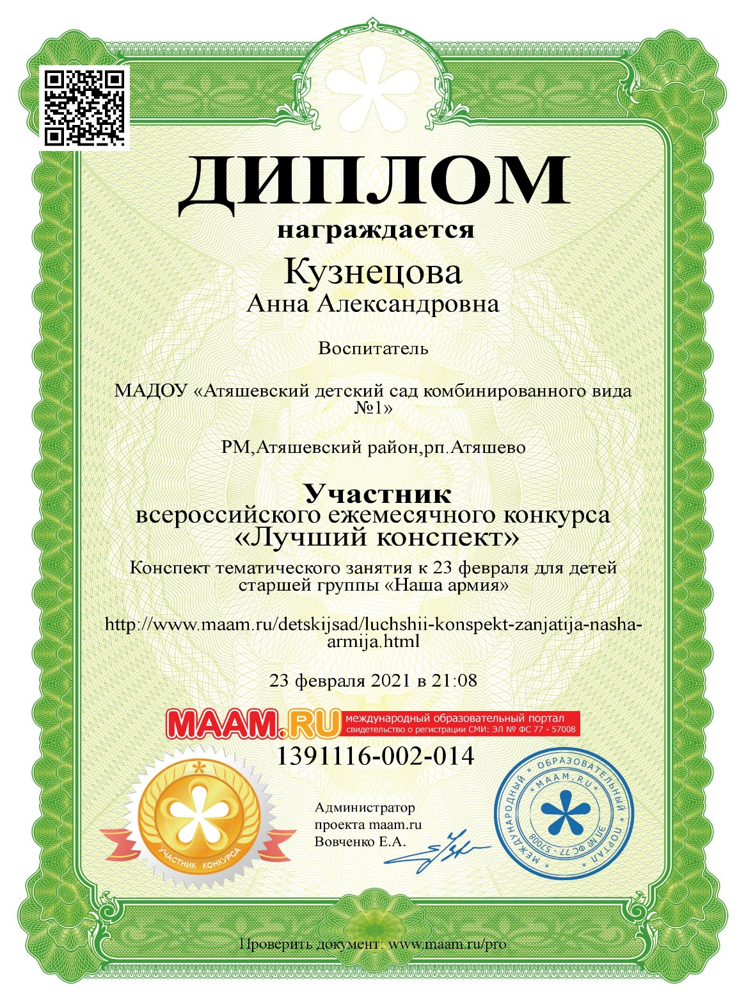 ДИПЛОМ
награждается
Кузнецова
Анна Александровна
Воспитатель
МАДОУ «Атяшевский детский сад комбинированного вида
№1»
РМ,Атяшевский район,рп.Атяшево
Участник
всероссийского ежемесячного конкурса
«Лучший конспект»
Конспект тематического занятия к 23 февраля для детей
старшей группы «Наша армия»
http://www.maam.ru/detskijsad/luchshii-konspekt-zanjatija-nasha-
armija.html
23 февраля 2021 в 21:08
MAAM.RU
международный образовательный портал
свидетельство о регистрации СМИ: ЭЛ № ФС 77 - 57008
1391116-002-014
УЧАСТНИК КОНКУРСА
Администратор
проекта maam.ru
Вовченко Е.А.
* МЕЖДУНАРОДНЫЙ * ОБРАЗОВАТЕЛЬНЫЙ * ПОРТАЛ *
* MAAM.RU *
ЭЛ № ФС 77 - 57008
Проверить документ: www.maam.ru/pro